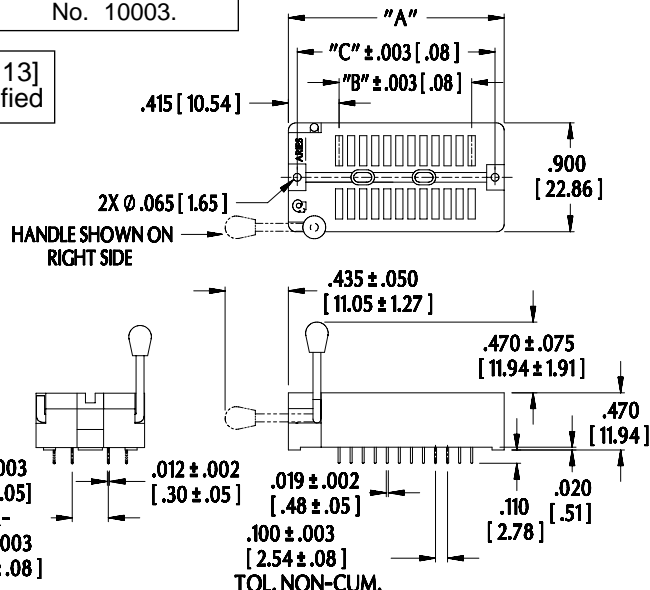 No. 10003.
13]
fied
"A"
"C" ±.003 [.08]
"B" ±.003 [.08]
.415 [10.54]
ARIES
.900
[22.86]
2X Ø .065 [1.65]
HANDLE SHOWN ON
RIGHT SIDE
.435 ±.050
[11.05 ±1.27]
.470 ±.075
[11.94 ±1.91]
.470
[11.94]
003
.05]
-
003
±.08]
.012 ±.002
[.30 ±.05]
.019 ±.002
[.48 ±.05]
.100 ±.003
[2.54 ±.08]
TOL. NON-CUM.
.110
[2.78]
.020
[.51]